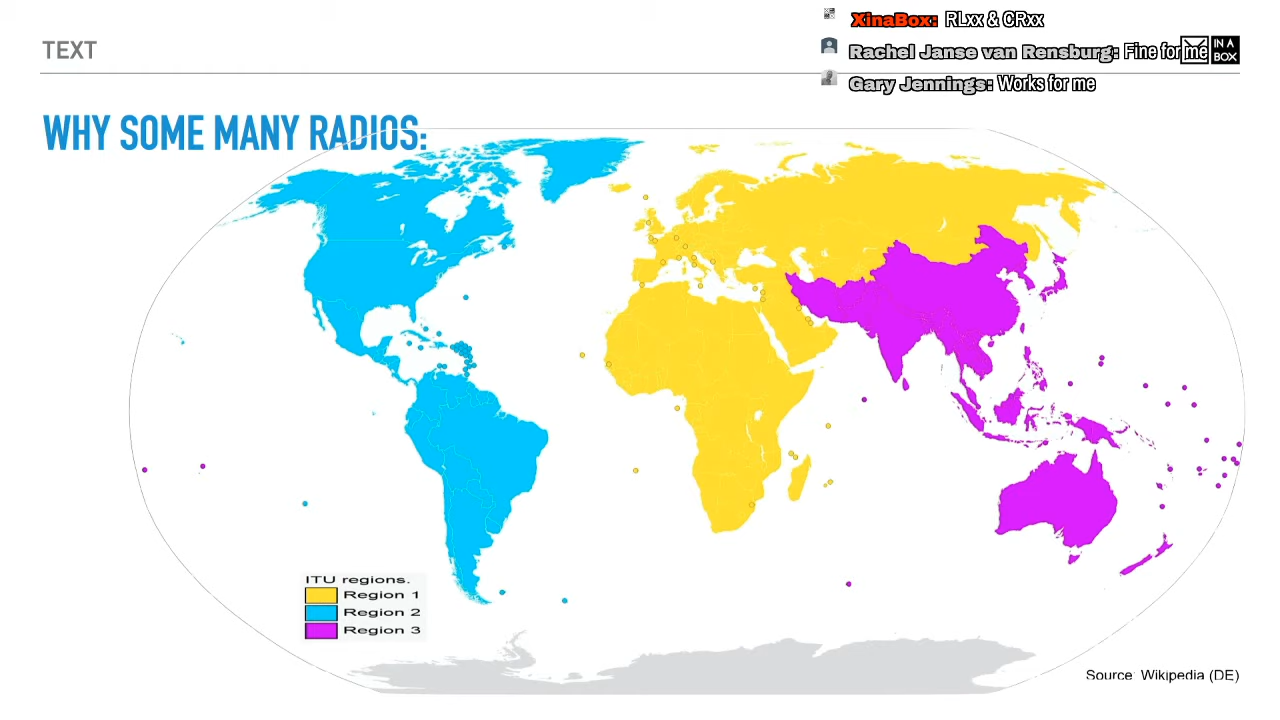 XinaBox: RLxx & CRxx
TEXT
Rachel Janse van Rensburg: Fine for me
IN A
BOX
Gary Jennings: Works for me
WHY SOME MANY RADIOS:
ITU regions.
Region 1
Region 2
Region 3
Source: Wikipedia (DE)